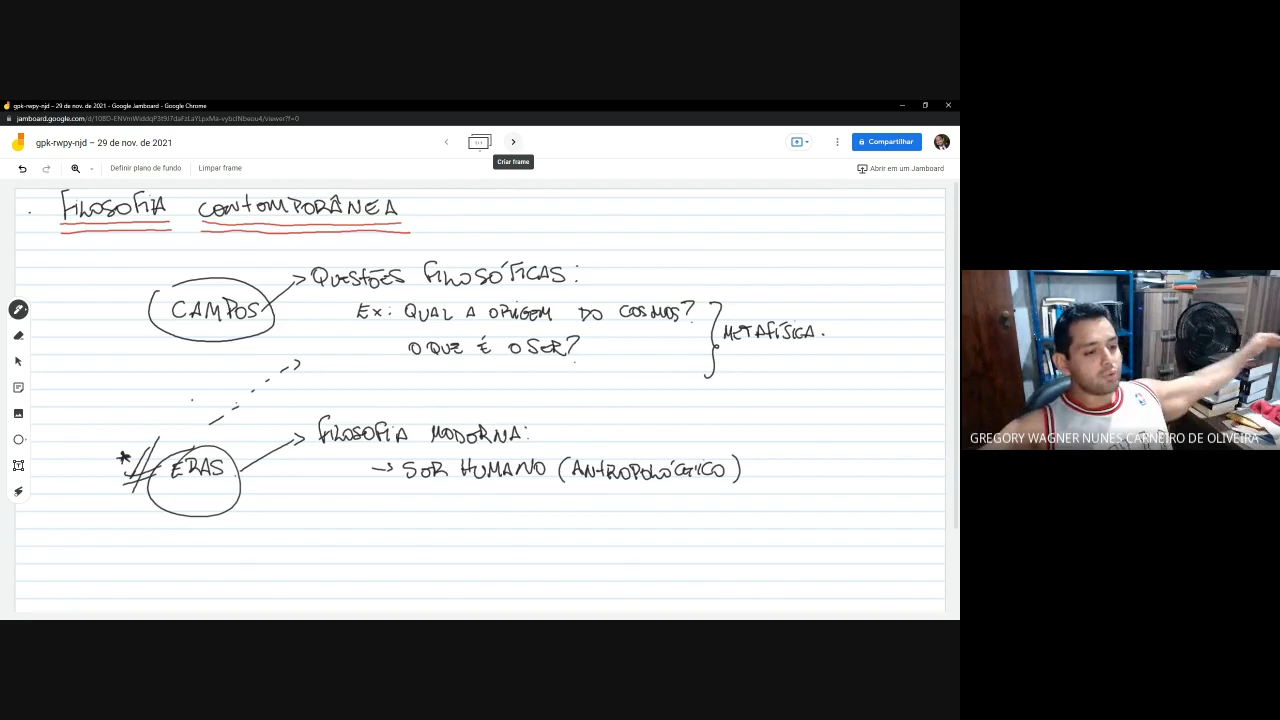 gpk-rwpy-njd – 29 de nov. de 2021 - Google Jamboard - Google Chrome
gpk-rwpy-njd – 29 de nov. de 2021
1/1
Compartilhar
Criar frame
Definir plano de fundo
Limpar frame
Abrir em um Jamboard
FILOSOFIA CONTEMPORÂNEA
CAMPOS
QUESTÕES FILOSÓFICAS:
EX: QUAL A ORIGEM DO COSMOS?
O QUE É O SER?
METAFÍSICA.
ERAS
FILOSOFIA MODERNA:
→ SER HUMANO (ANTROPOLÓGICO)
GREGORY WAGNER NUNES CARNEIRO DE OLIVEIRA